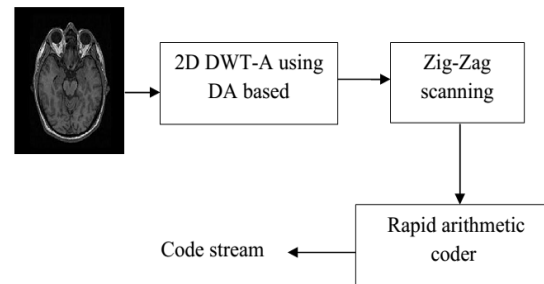 2D DWT-A using
DA based
Zig-Zag
scanning
Rapid arithmetic
coder
Code stream